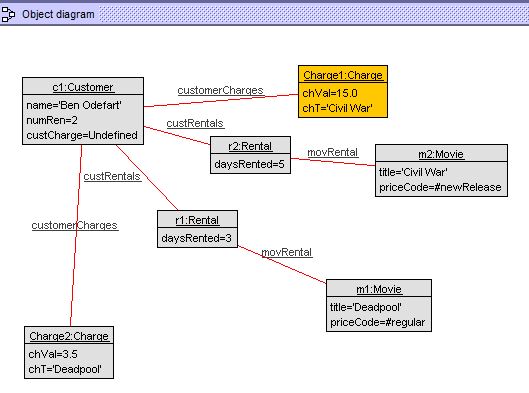 Object diagram
c1:Customer
name='Ben Odefart'
numRen=2
custCharge=Undefined
customerCharges
Charge1:Charge
chVal=15.0
chT='Civil War'
custRentals
r2:Rental
daysRented=5
movRental
m2:Movie
title='Civil War'
priceCode=#newRelease
custRentals
r1:Rental
daysRented=3
movRental
m1:Movie
title='Deadpool'
priceCode=#regular
customerCharges
Charge2:Charge
chVal=3.5
chT='Deadpool'